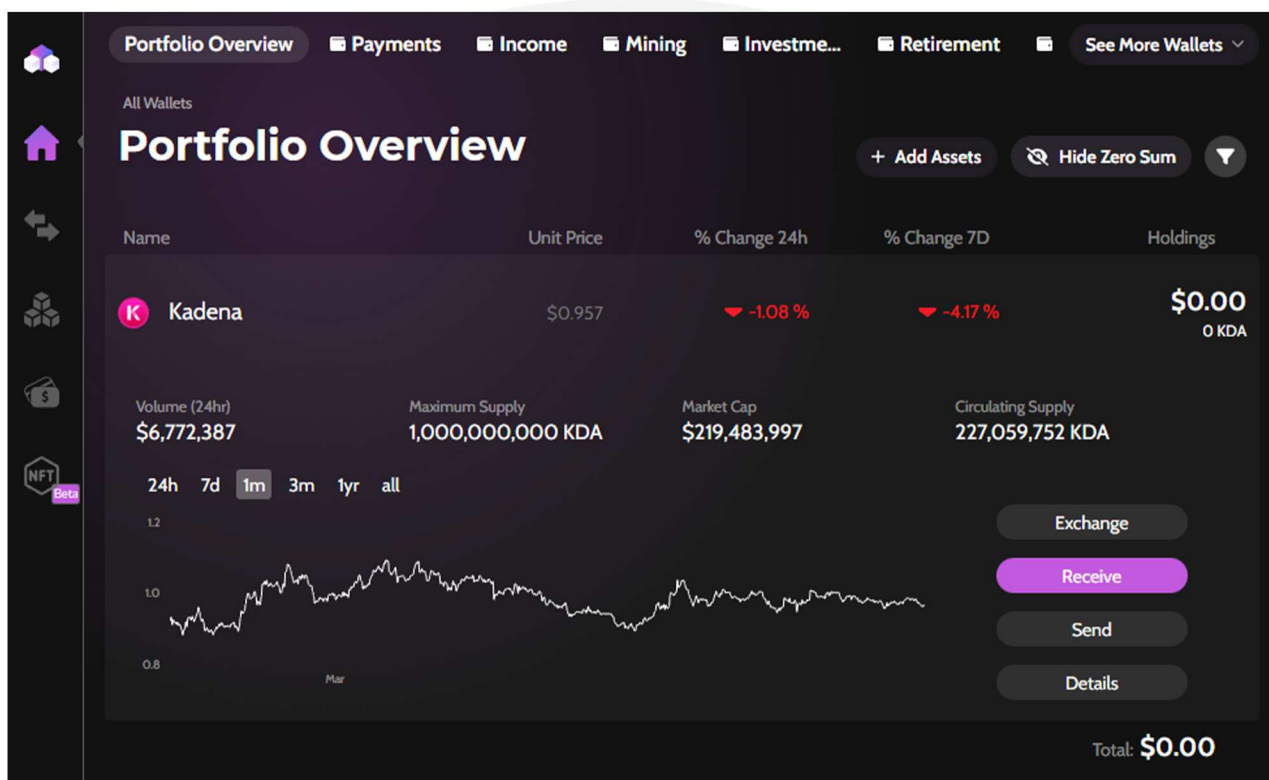 Portfolio Overview Payments Income Mining Investme... Retirement See More Wallets
All Wallets
Portfolio Overview
+ Add Assets Hide Zero Sum
Name Unit Price % Change 24h % Change 7D Holdings
K Kadena $0.957 -1.08 % -4.17 % $0.00
0 KDA
Volume (24hr) Maximum Supply Market Cap Circulating Supply
$6,772,387 1,000,000,000 KDA $219,483,997 227,059,752 KDA
NFT
Beta
24h 7d 1m 3m 1yr all
1.2
1.0
0.8
Mar
Exchange
Receive
Send
Details
Total: $0.00